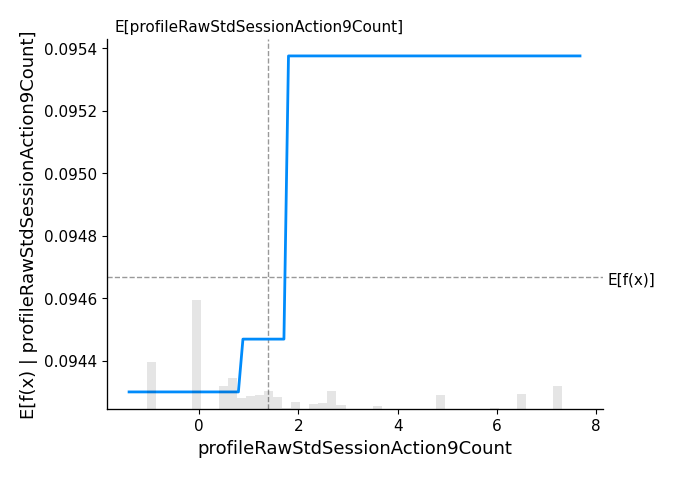 E[profileRawStdSessionAction9Count]
E[f(x) | profileRawStdSessionAction9Count]
0.0954
0.0952
0.0950
0.0948
0.0946
0.0944
E[f(x)]
0 2 4 6 8
profileRawStdSessionAction9Count